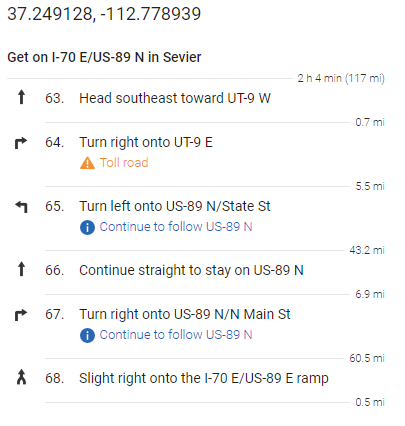 37.249128, -112.778939
Get on I-70 E/US-89 N in Sevier
2 h 4 min (117 mi)
63. Head southeast toward UT-9 W
0.7 mi
64. Turn right onto UT-9 E
Toll road
5.5 mi
65. Turn left onto US-89 N/State St
Continue to follow US-89 N
43.2 mi
66. Continue straight to stay on US-89 N
6.9 mi
67. Turn right onto US-89 N/N Main St
Continue to follow US-89 N
60.5 mi
68. Slight right onto the I-70 E/US-89 E ramp
0.5 mi